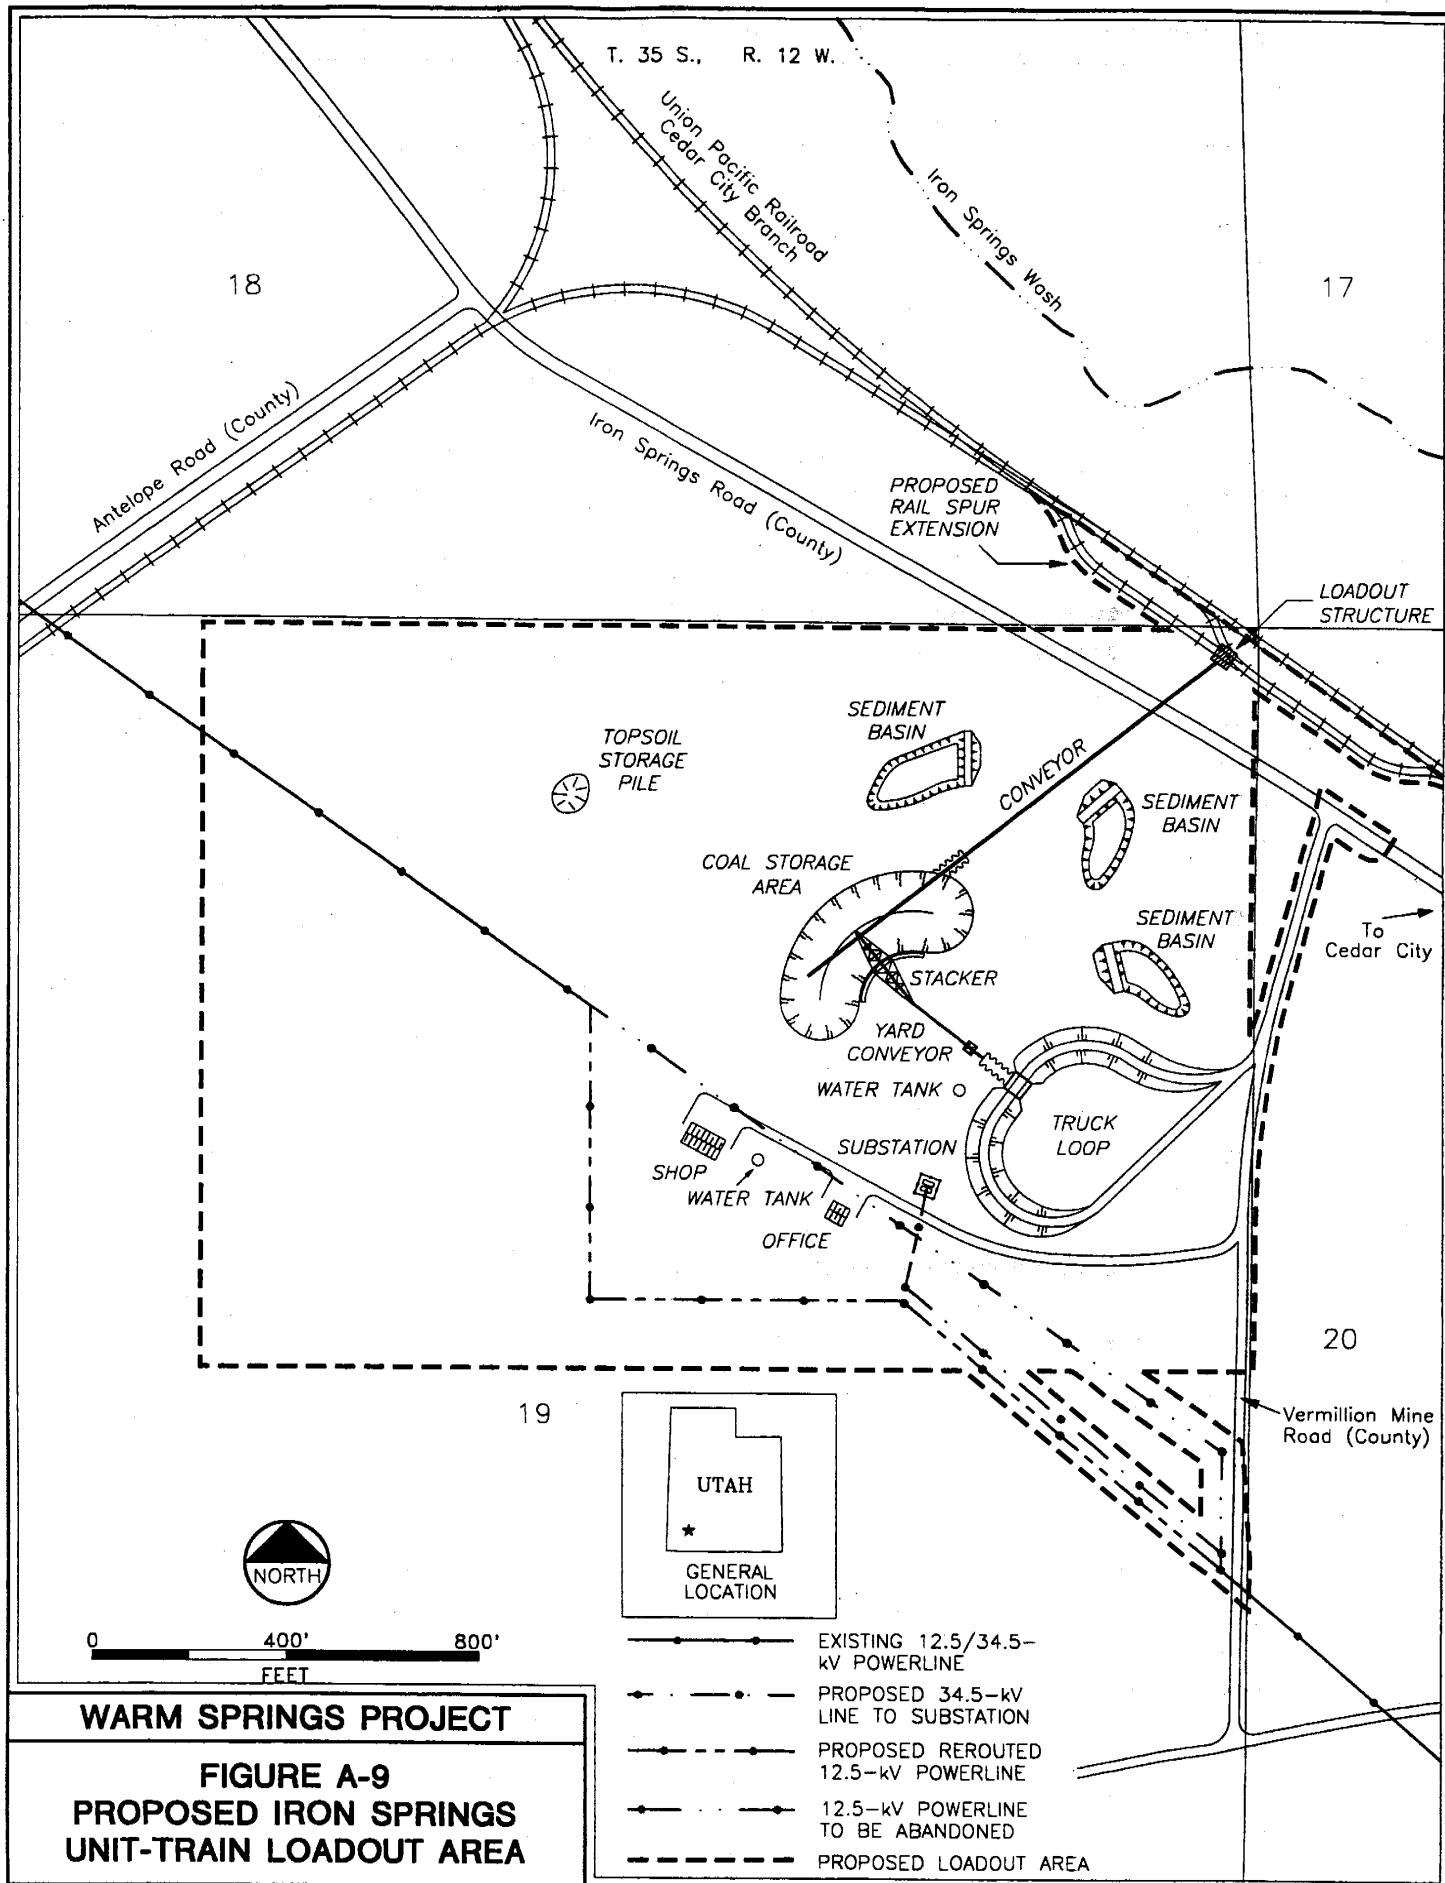 T. 35 S., R. 12 W.
Union Pacific Railroad
Cedar City Branch
Iron Springs Wash
18
17
Antelope Road (County)
Iron Springs Road (County)
PROPOSED
RAIL SPUR
EXTENSION
LOADOUT
STRUCTURE
TOPSOIL
STORAGE
PILE
SEDIMENT
BASIN
CONVEYOR
SEDIMENT
BASIN
COAL STORAGE
AREA
SEDIMENT
BASIN
To
Cedar City
STACKER
YARD
CONVEYOR
WATER TANK
TRUCK
LOOP
SUBSTATION
SHOP
WATER TANK
OFFICE
20
19
Vermillion Mine
Road (County)
UTAH
GENERAL
LOCATION
NORTH
0 400' 800'
FEET
EXISTING 12.5/34.5-
kV POWERLINE
PROPOSED 34.5-kV
LINE TO SUBSTATION
PROPOSED REROUTED
12.5-kV POWERLINE
12.5-kV POWERLINE
TO BE ABANDONED
PROPOSED LOADOUT AREA
WARM SPRINGS PROJECT
FIGURE A-9
PROPOSED IRON SPRINGS
UNIT-TRAIN LOADOUT AREA